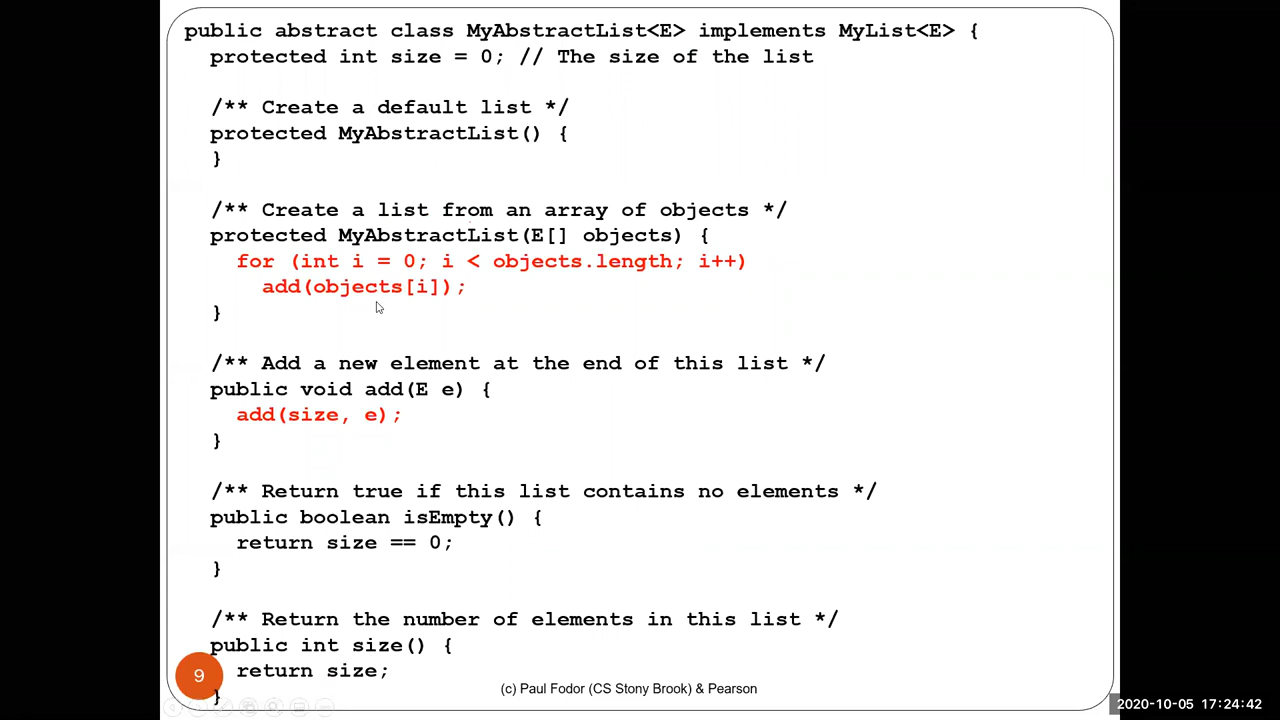 public abstract class MyAbstractList<E> implements MyList<E> {
  protected int size = 0; // The size of the list

  /** Create a default list */
  protected MyAbstractList() {
  }

  /** Create a list from an array of objects */
  protected MyAbstractList(E[] objects) {
    for (int i = 0; i < objects.length; i++)
      add(objects[i]);
  }

  /** Add a new element at the end of this list */
  public void add(E e) {
    add(size, e);
  }

  /** Return true if this list contains no elements */
  public boolean isEmpty() {
    return size == 0;
  }

  /** Return the number of elements in this list */
  public int size() {
    return size;
  }
9
(c) Paul Fodor (CS Stony Brook) & Pearson
2020-10-05 17:24:42